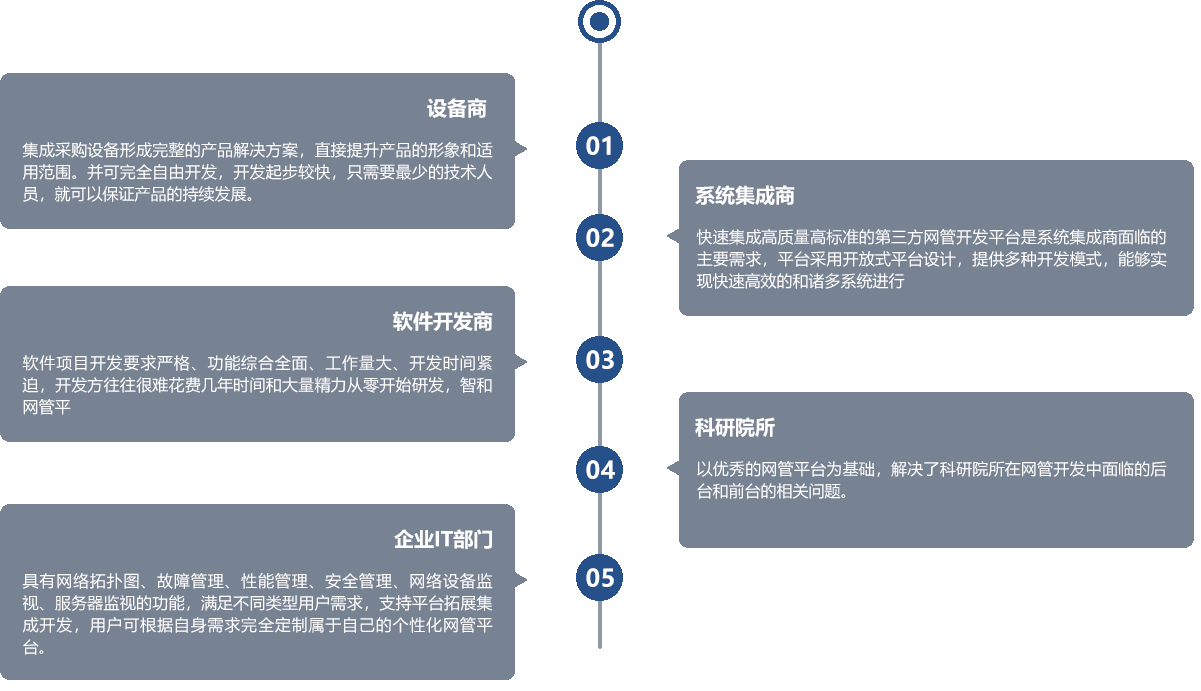 01
设备商
集成采购设备形成完整的产品解决方案，直接提升产品的形象和适
用范围。并可完全自由开发，开发起步较快，只需要最少的技术人
员，就可以保证产品的持续发展。
02
系统集成商
快速集成高质量高标准的第三方网管开发平台是系统集成商面临的
主要需求，平台采用开放式平台设计，提供多种开发模式，能够实
现快速高效的和诸多系统进行
03
软件开发商
软件项目开发要求严格、功能综合全面、工作量大、开发时间紧
迫，开发方往往很难花费几年时间和大量精力从零开始研发，智和
网管平
04
科研院所
以优秀的网管平台为基础，解决了科研院所在网管开发中面临的后
台和前台的相关问题。
05
企业IT部门
具有网络拓扑图、故障管理、性能管理、安全管理、网络设备监
视、服务器监视的功能，满足不同类型用户需求，支持平台拓展集
成开发，用户可根据自身需求完全定制属于自己的个性化网管平
台。